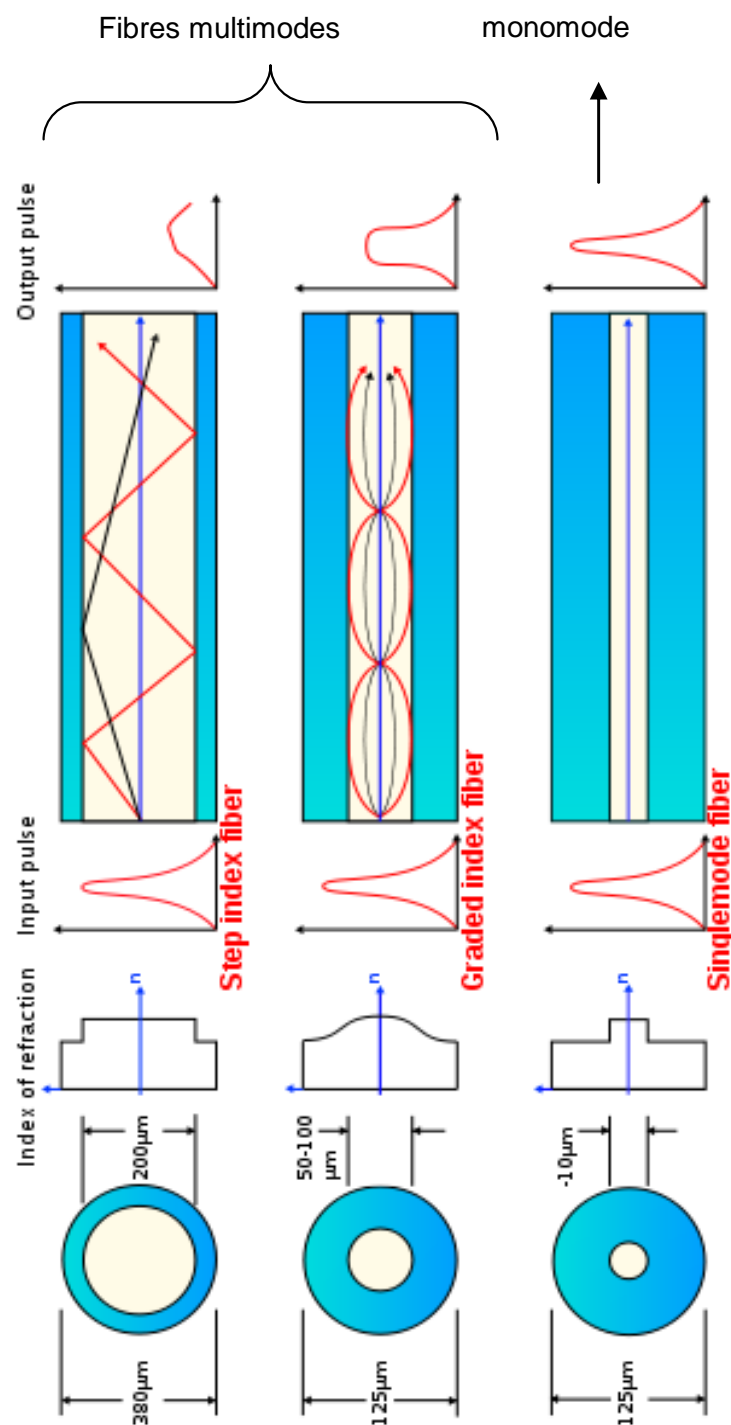 Fibres multimodes
monomode
Index of refraction
Input pulse
Output pulse
380µm
200µm
n
Step index fiber
125µm
50-100
µm
n
Graded index fiber
125µm
-10µm
n
Singlemode fiber